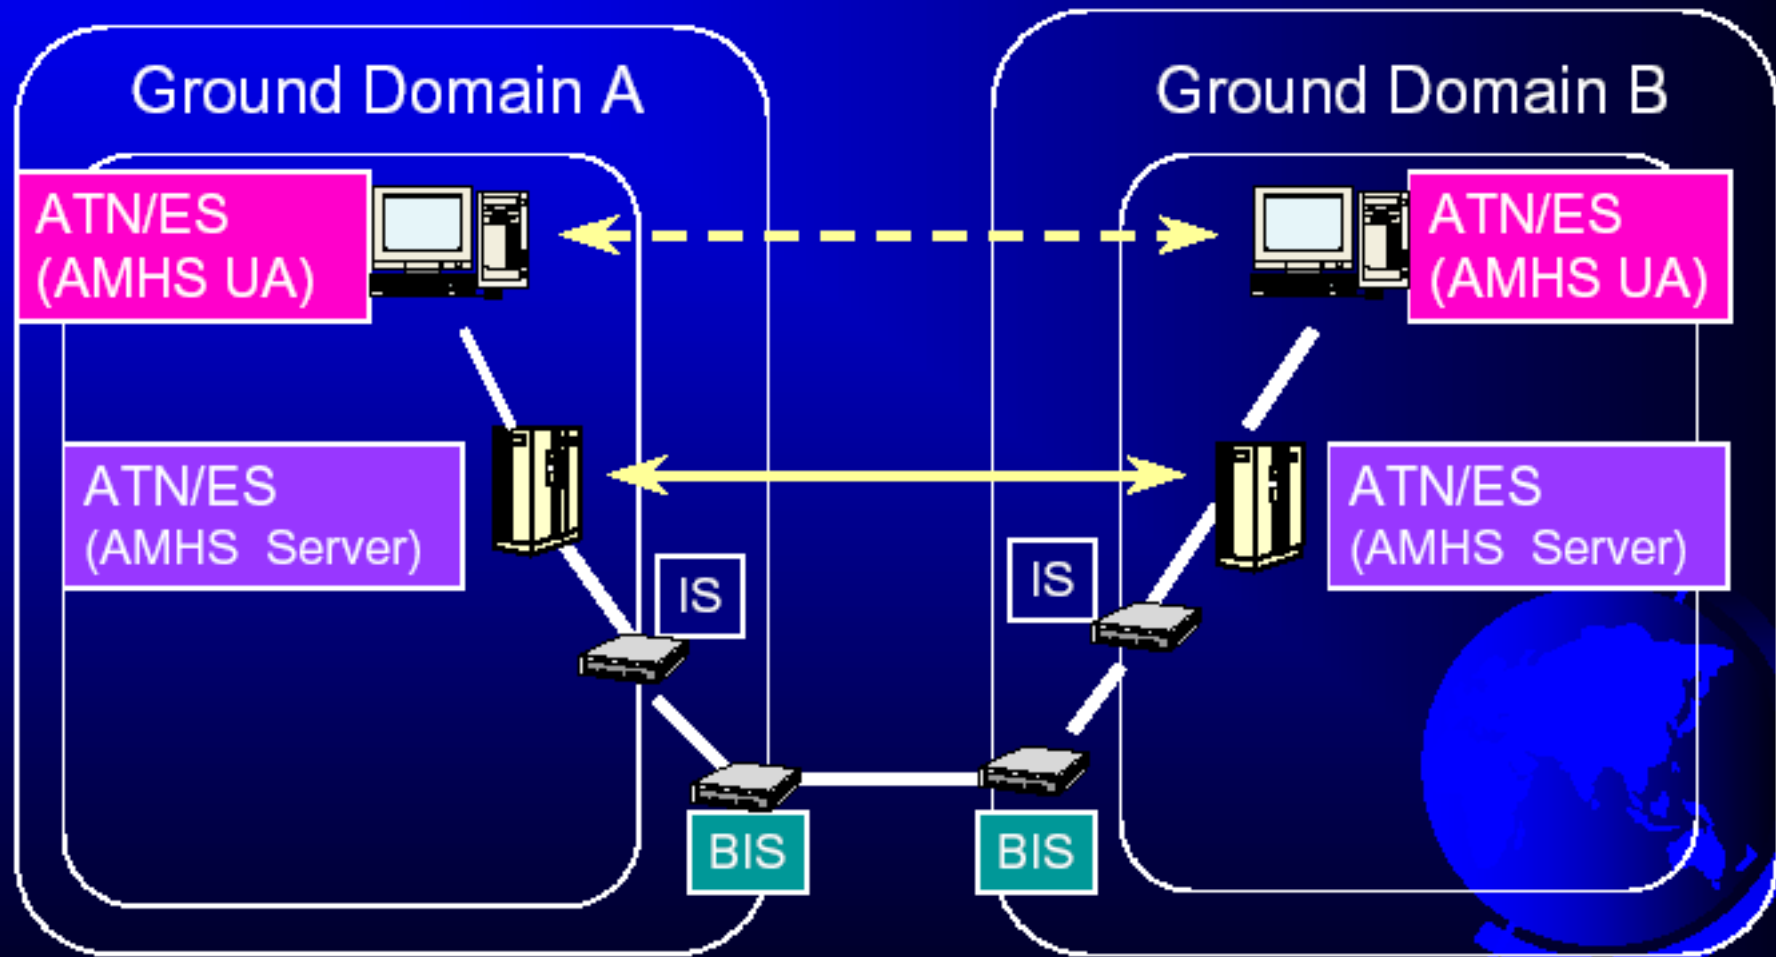 Ground Domain A
Ground Domain B
ATN/ES
(AMHS UA)
ATN/ES
(AMHS UA)
ATN/ES
(AMHS Server)
ATN/ES
(AMHS Server)
IS
IS
BIS
BIS